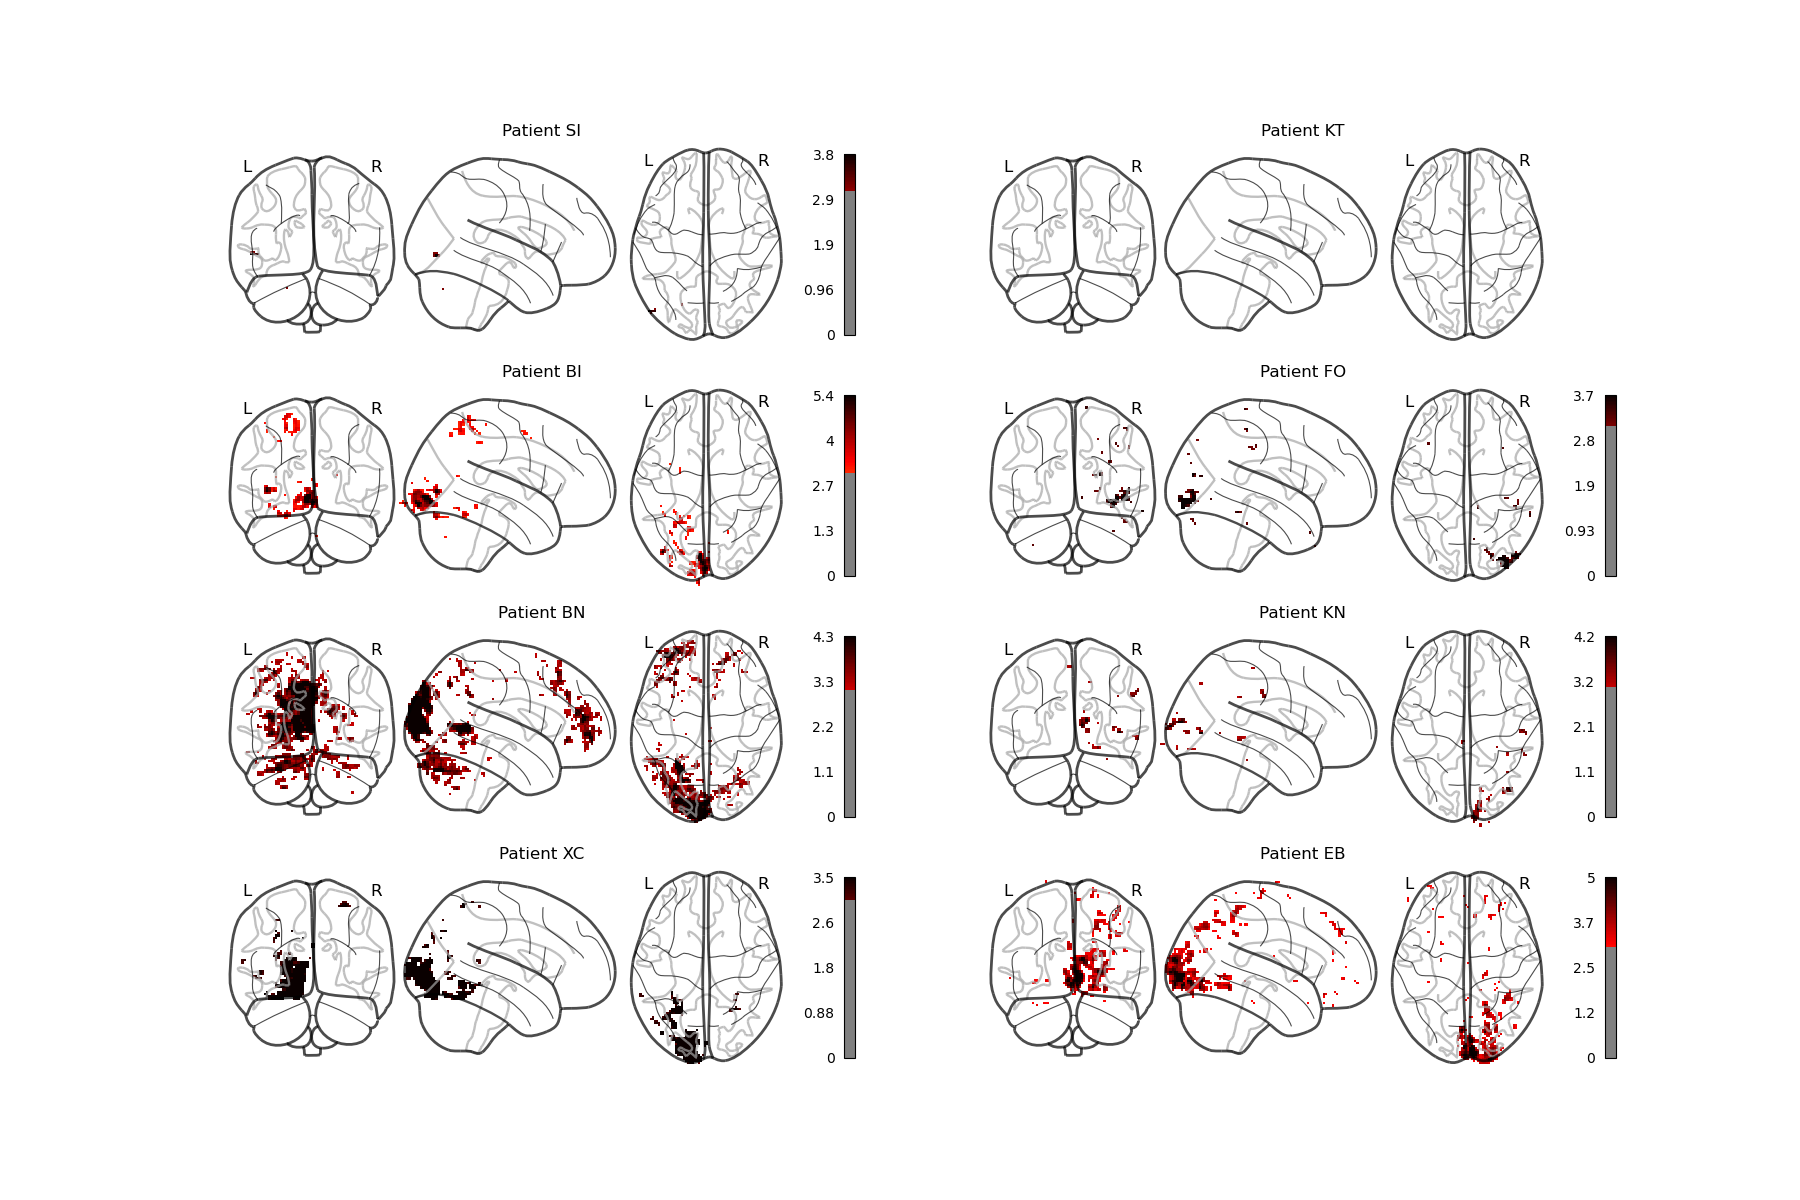 Patient SI
L R L R
3.8
2.9
1.9
0.96
0
Patient KT
L R L R
Patient BI
L R L R
5.4
4
2.7
1.3
0
Patient FO
L R L R
3.7
2.8
1.9
0.93
0
Patient BN
L R L R
4.3
3.3
2.2
1.1
0
Patient KN
L R L R
4.2
3.2
2.1
1.1
0
Patient XC
L R L R
3.5
2.6
1.8
0.88
0
Patient EB
L R L R
5
3.7
2.5
1.2
0